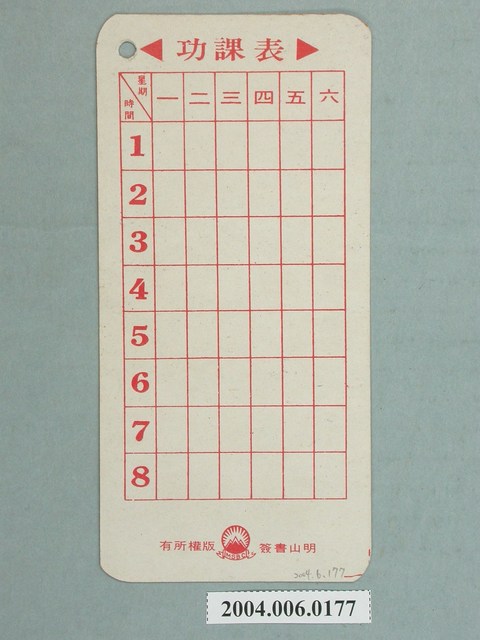 功課表
星期
時間
一 二 三 四 五 六
1
2
3
4
5
6
7
8
有所權版 簽書山明
2004.6.177
2004.006.0177